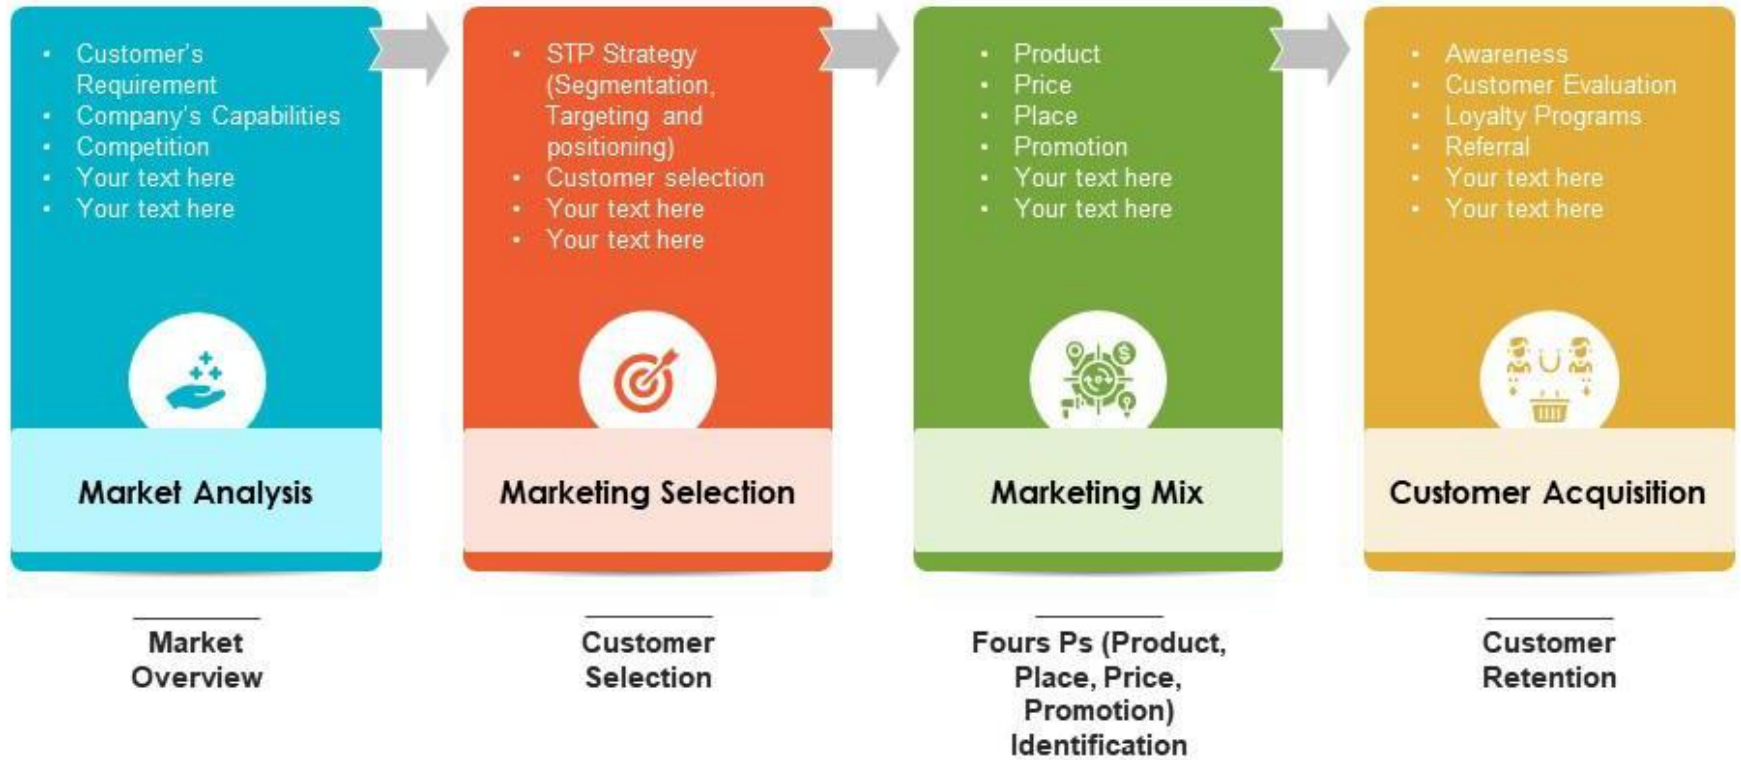 • Customer's
Requirement
• Company's Capabilities
• Competition
• Your text here
• Your text here
Market Analysis
Market
Overview
• STP Strategy
(Segmentation,
Targeting and
positioning)
• Customer selection
• Your text here
• Your text here
Marketing Selection
Customer
Selection
• Product
• Price
• Place
• Promotion
• Your text here
• Your text here
Marketing Mix
Fours Ps (Product,
Place, Price,
Promotion)
Identification
• Awareness
• Customer Evaluation
• Loyalty Programs
• Referral
• Your text here
• Your text here
Customer Acquisition
Customer
Retention